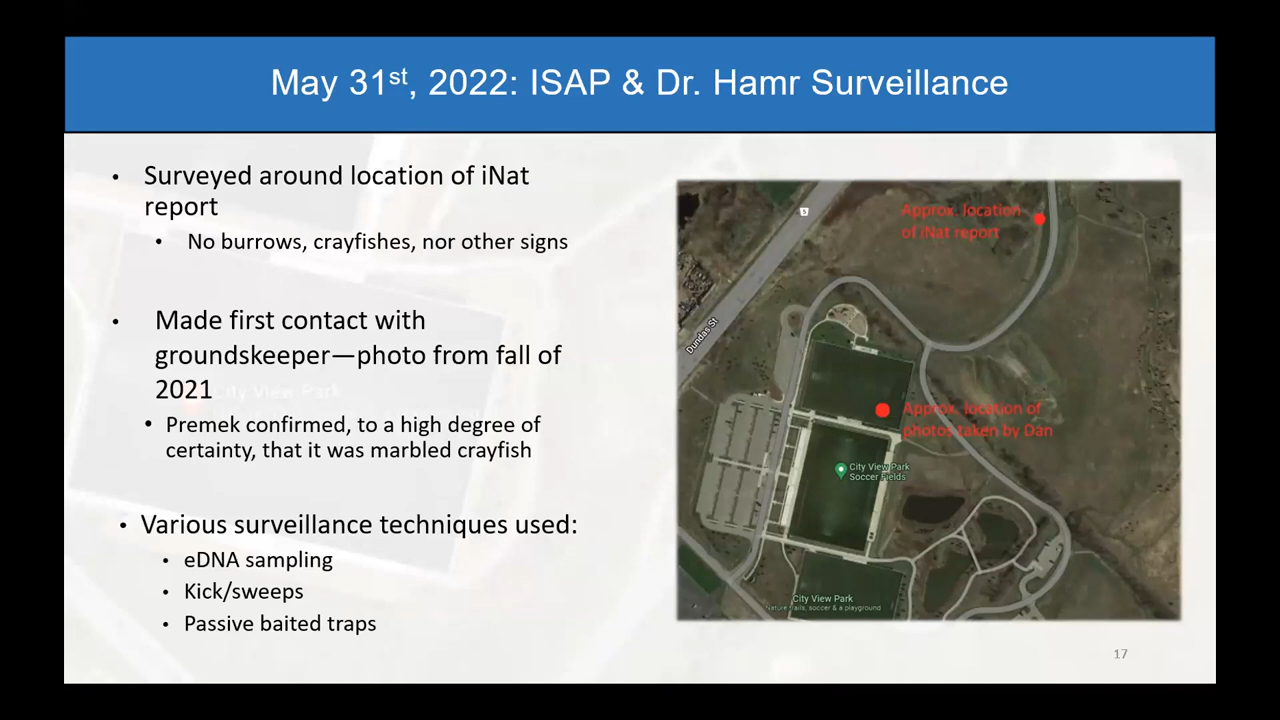 May 31st, 2022: ISAP & Dr. Hamr Surveillance
• Surveyed around location of iNat
report
• No burrows, crayfishes, nor other signs
• Made first contact with
groundskeeper—photo from fall of
2021
• Premek confirmed, to a high degree of
certainty, that it was marbled crayfish
• Various surveillance techniques used:
• eDNA sampling
• Kick/sweeps
• Passive baited traps
City View Park
5
Approx. location
of iNat report
Dundas St
Approx. location of
photos taken by Dan
City View Park
Soccer Fields
City View Park
Nature trails, soccer & a playground
17